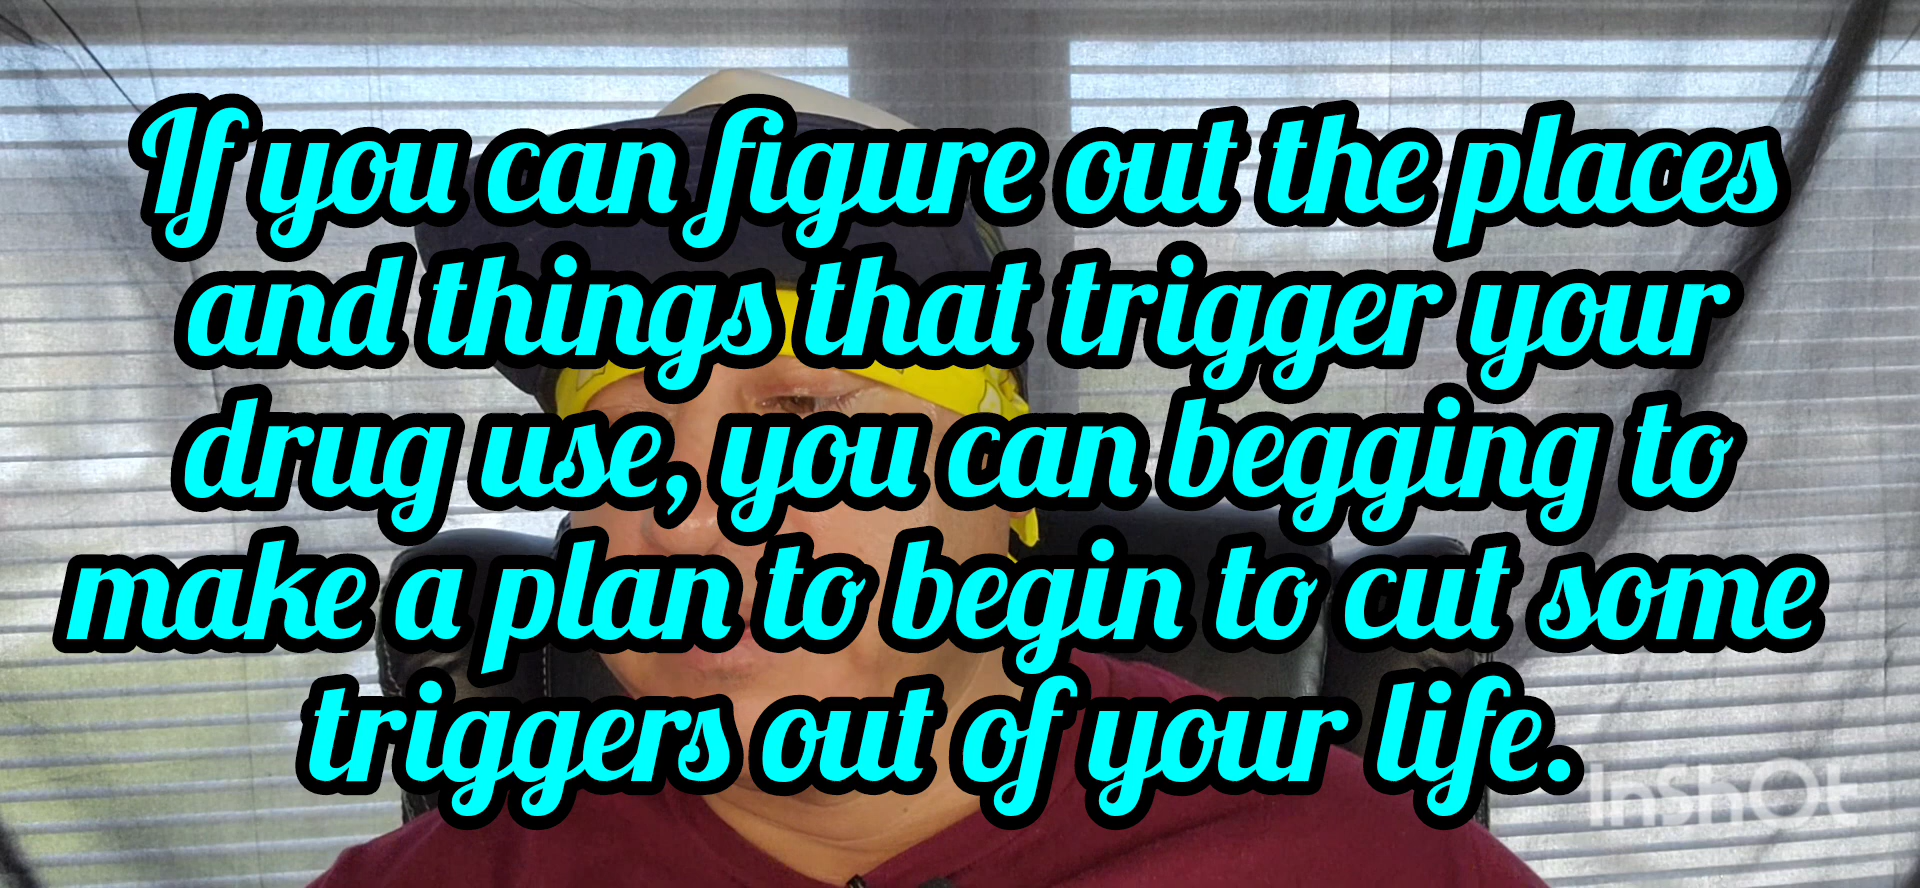 If you can figure out the places
and things that trigger your
drug use, you can begging to
make a plan to begin to cut some
triggers out of your life.
InShOt